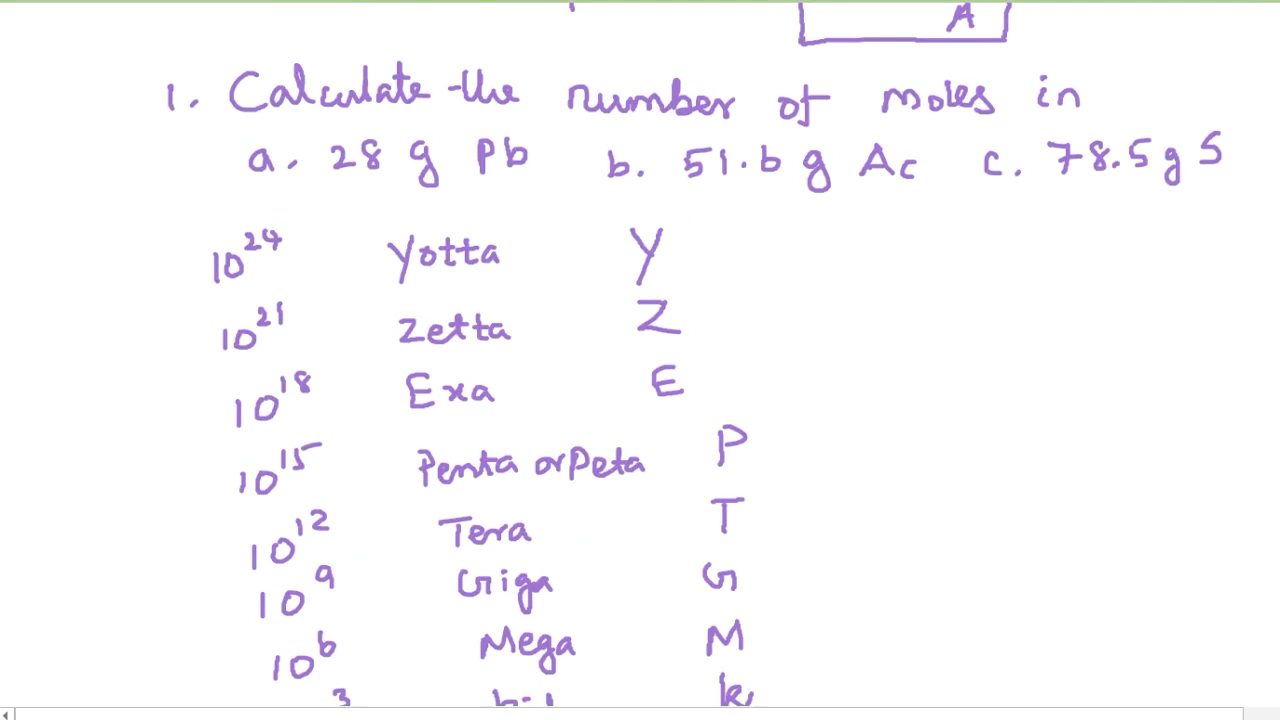 A
1. Calculate the number of moles in
a. 28 g Pb b. 51.6 g Ac c. 78.5 g S
10^24 Yotta Y
10^21 Zetta Z
10^18 Exa E
10^15 Penta or Peta P
10^12 Tera T
10^9 Giga G
10^6 Mega M
3 k